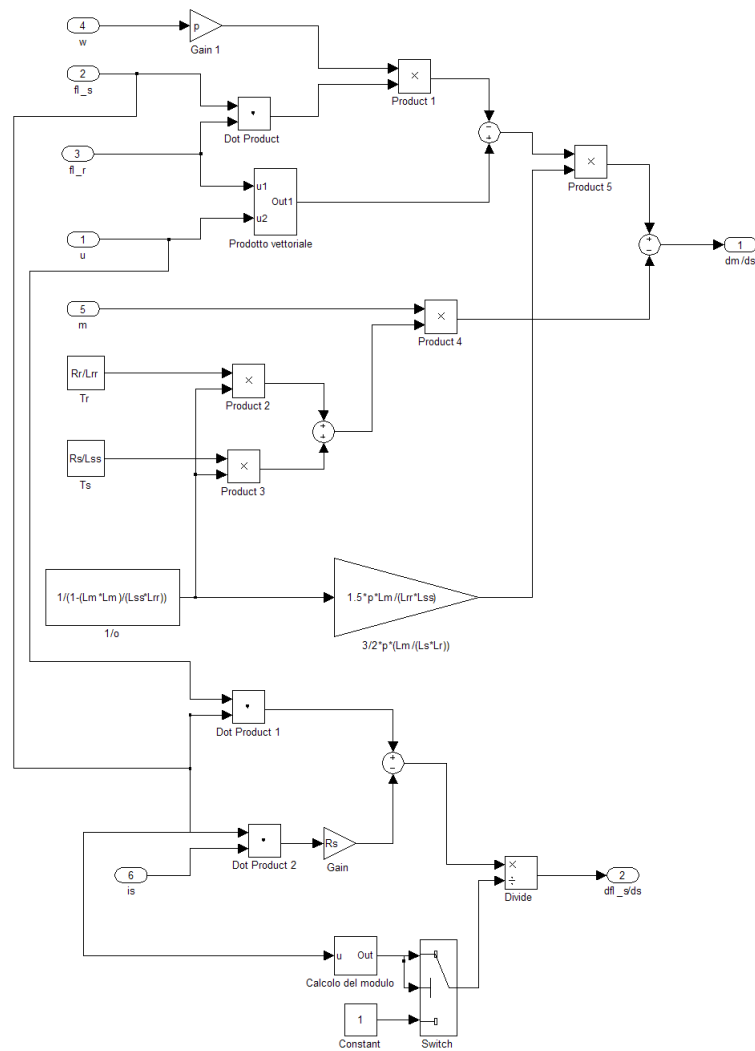 4
w
p
Gain 1
2
fl_s
×
Product 1
Dot Product
−
+
3
fl_r
×
Product 5
u1
u2
Out1
Prodotto vettoriale
1
u
+
−
1
dm/ds
5
m
×
Product 4
Rr/Lrr
Tr
×
Product 2
+
+
Rs/Lss
Ts
×
Product 3
1/(1-(Lm*Lm)/(Lss*Lrr))
1/o
1.5*p*Lm/(Lrr*Lss)
3/2*p*(Lm/(Ls*Lr))
Dot Product 1
+
−
Dot Product 2
Rs
Gain
6
is
×
÷
Divide
2
dfl_s/ds
u
Out
Calcolo del modulo
1
Constant
Switch